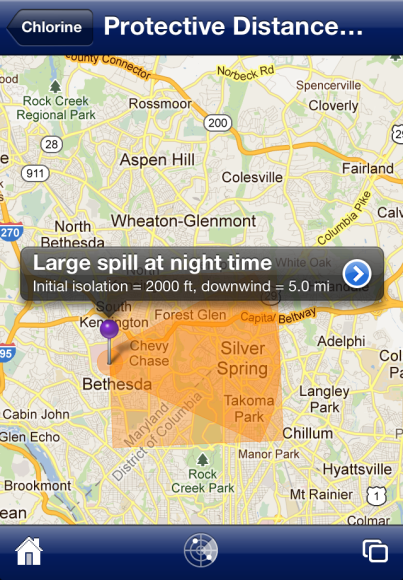 Chlorine
Protective Distance…
County Connector
Norbeck Rd
Spencerville
Rock Creek
Regional Park
Rossmoor
Cloverly
200
28
Aspen Hill
Fairland
911
Colesville
Columbia Pike
270
North
Bethesda
Wheaton-Glenmont
White Oak
Large spill at night time
Initial isolation = 2000 ft, downwind = 5.0 mi
South
Kensington
Forest Glen
Capital Beltway
29
95
Chevy
Chase
Silver
Spring
Adelphi
Bethesda
Langley
Park
Takoma
Park
Cabin John
Maryland
District of Columbia
Chillum
Glen Echo
Manor Park
Hyattsville
Brookmont
Rock
Creek Park
Mt Rainier
1
Colmar